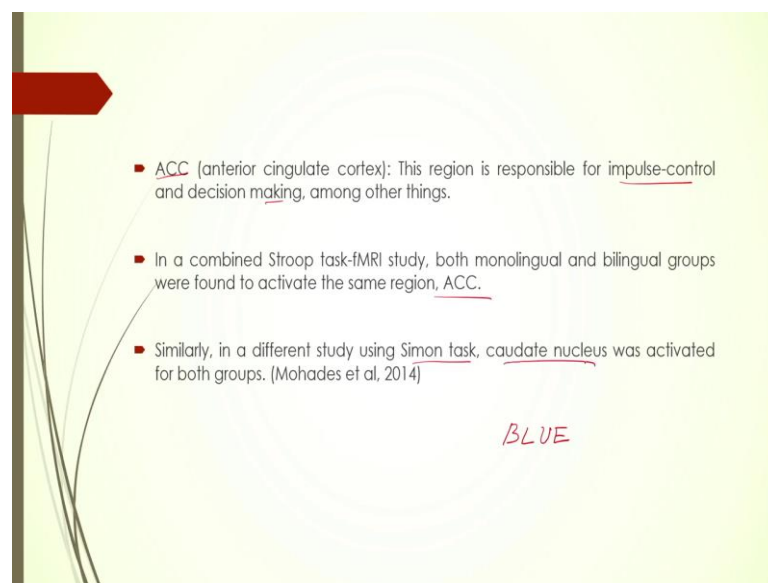 ACC (anterior cingulate cortex): This region is responsible for impulse-control
and decision making, among other things.
In a combined Stroop task-fMRI study, both monolingual and bilingual groups
were found to activate the same region, ACC.
Similarly, in a different study using Simon task, caudate nucleus was activated
for both groups. (Mohades et al, 2014)
BLUE